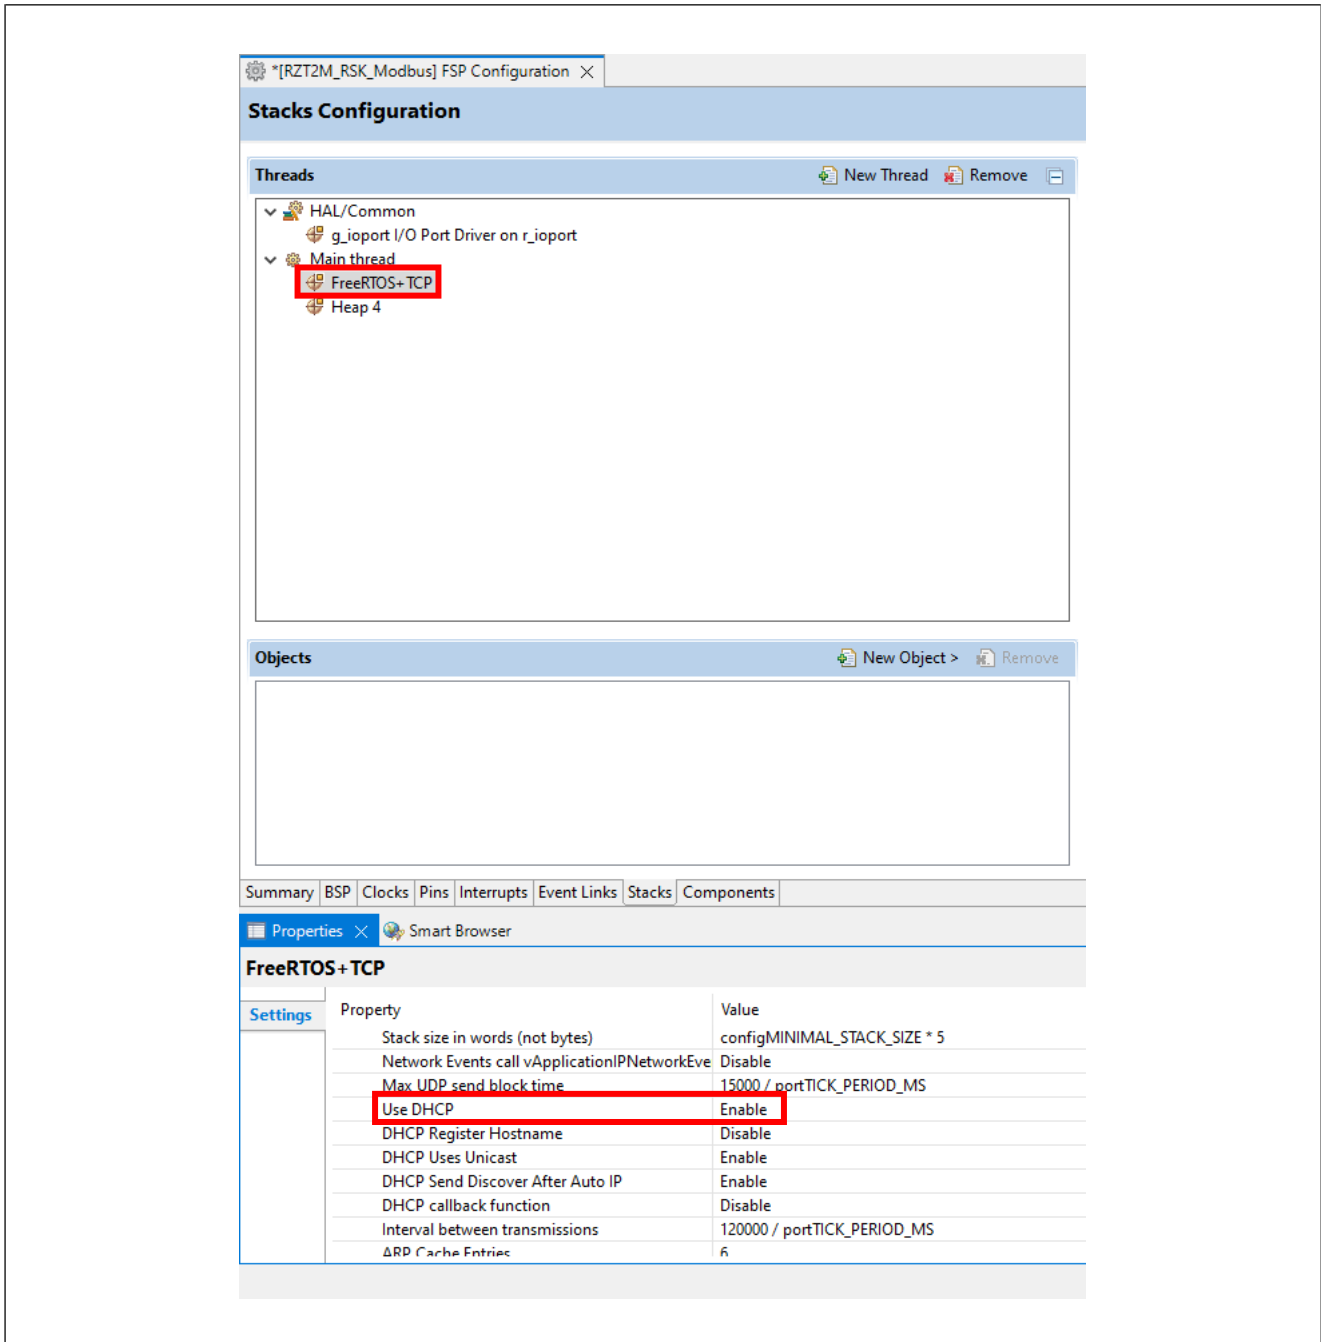 *[RZT2M_RSK_Modbus] FSP Configuration
Stacks Configuration
Threads New Thread Remove
HAL/Common
g_ioport I/O Port Driver on r_ioport
Main thread
FreeRTOS+TCP
Heap 4
Objects New Object > Remove
Summary BSP Clocks Pins Interrupts Event Links Stacks Components
Properties Smart Browser
FreeRTOS+TCP
Settings Property Value
Stack size in words (not bytes) configMINIMAL_STACK_SIZE * 5
Network Events call vApplicationIPNetworkEve Disable
Max UDP send block time 15000 / portTICK_PERIOD_MS
Use DHCP Enable
DHCP Register Hostname Disable
DHCP Uses Unicast Enable
DHCP Send Discover After Auto IP Enable
DHCP callback function Disable
Interval between transmissions 120000 / portTICK_PERIOD_MS
ARP Cache Entries 6